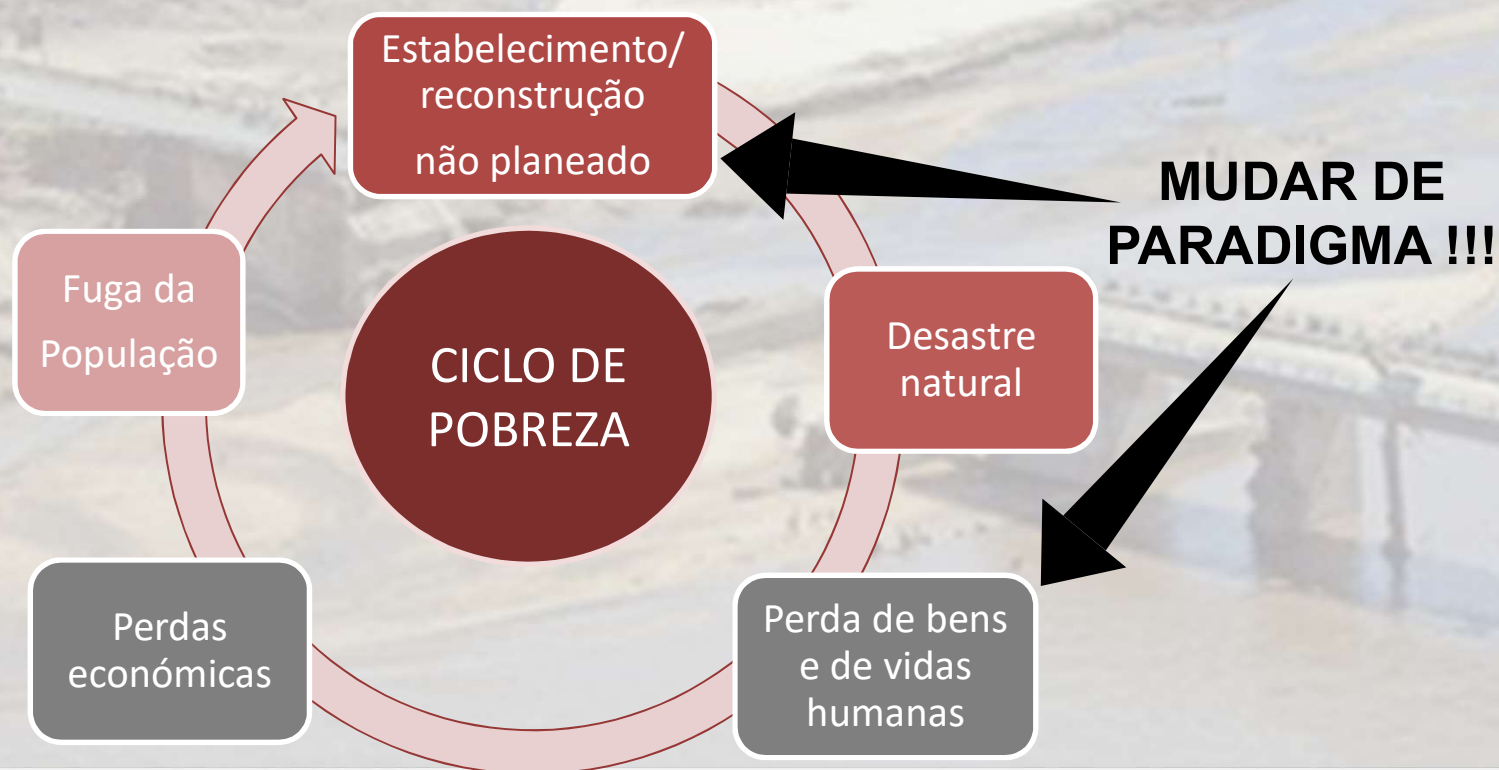 Estabelecimento/
reconstrução
não planeado
MUDAR DE
PARADIGMA !!!
Fuga da
População
CICLO DE
POBREZA
Desastre
natural
Perdas
económicas
Perda de bens
e de vidas
humanas